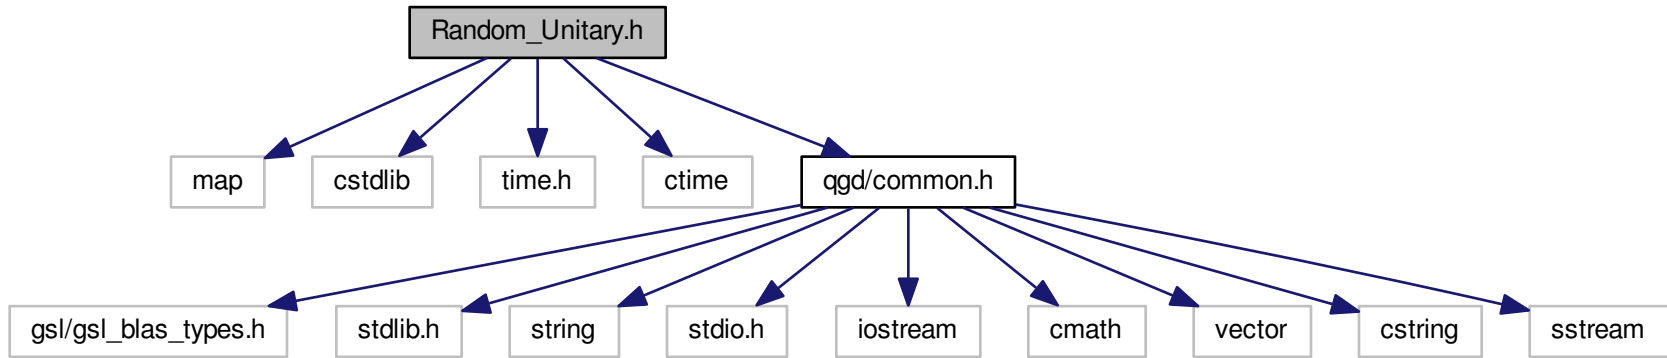 Random_Unitary.h
map
cstdlib
time.h
ctime
qgd/common.h
gsl/gsl_blas_types.h
stdlib.h
string
stdio.h
iostream
cmath
vector
cstring
sstream